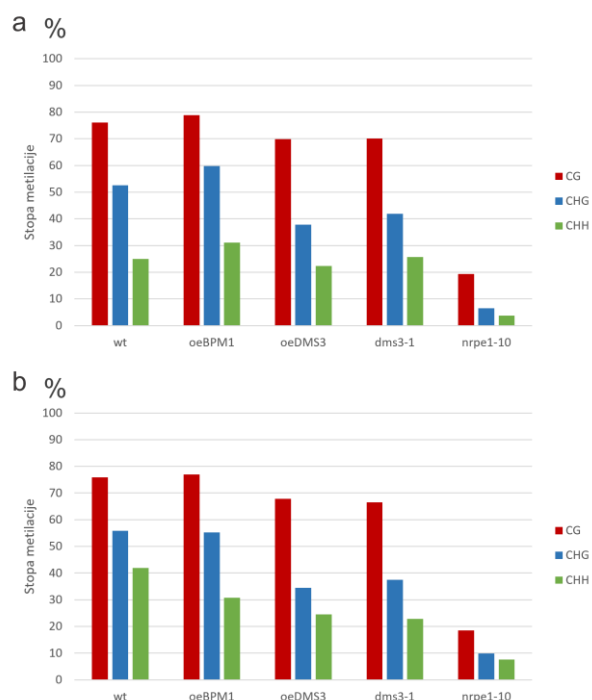 a %
100
90
80
70
60
50
40
30
20
10
0
Stopa metilacije
wt oeBPM1 oeDMS3 dms3-1 nrpe1-10
CG
CHG
CHH
b %
100
90
80
70
60
50
40
30
20
10
0
Stopa metilacije
wt oeBPM1 oeDMS3 dms3-1 nrpe1-10
CG
CHG
CHH